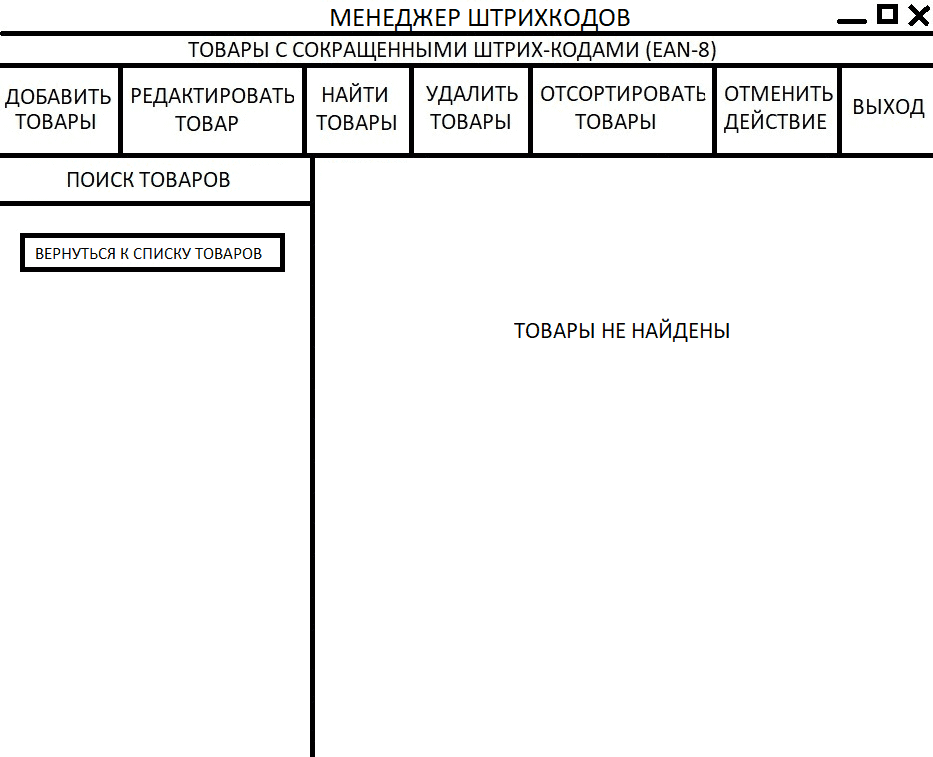 МЕНЕДЖЕР ШТРИХКОДОВ
ТОВАРЫ С СОКРАЩЕННЫМИ ШТРИХ-КОДАМИ (EAN-8)
ДОБАВИТЬ
ТОВАРЫ
РЕДАКТИРОВАТЬ
ТОВАР
НАЙТИ
ТОВАРЫ
УДАЛИТЬ
ТОВАРЫ
ОТСОРТИРОВАТЬ
ТОВАРЫ
ОТМЕНИТЬ
ДЕЙСТВИЕ
ВЫХОД
ПОИСК ТОВАРОВ
ВЕРНУТЬСЯ К СПИСКУ ТОВАРОВ
ТОВАРЫ НЕ НАЙДЕНЫ